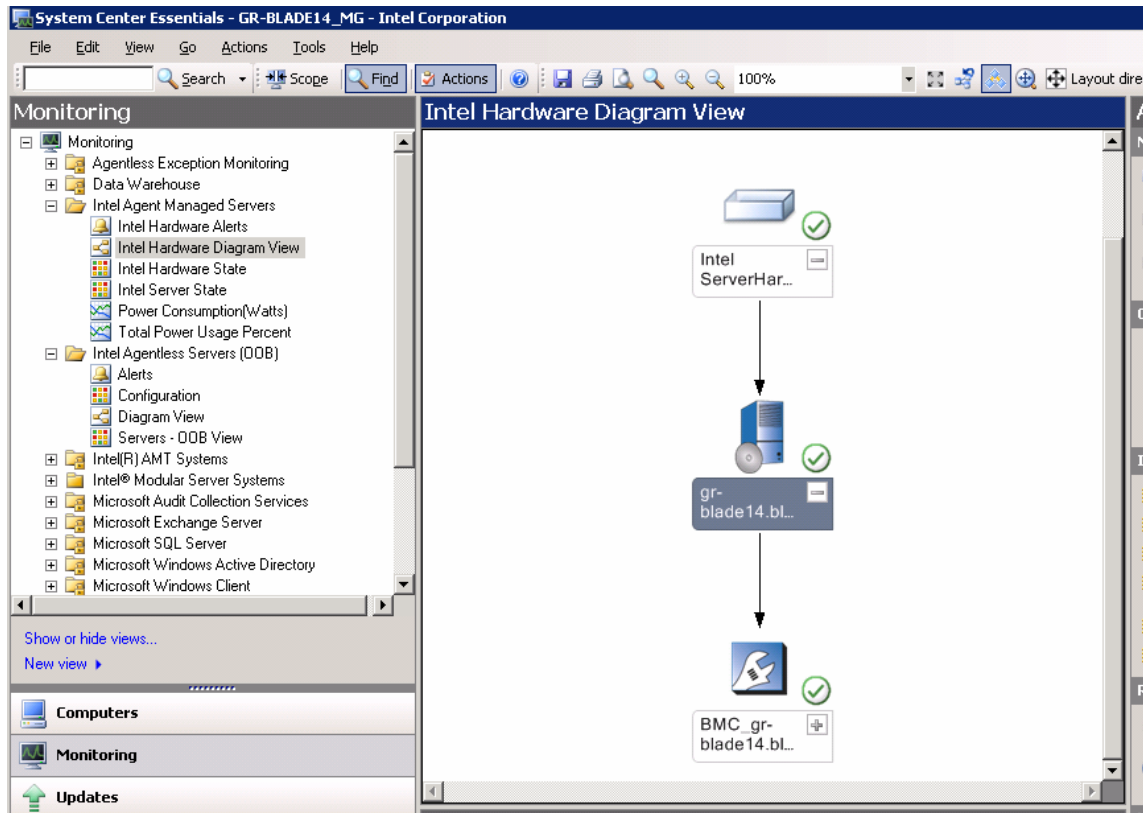 System Center Essentials - GR-BLADE14_MG - Intel Corporation
File Edit View Go Actions Tools Help
Search Scope Find Actions 100% Layout dire
Monitoring
Monitoring
Agentless Exception Monitoring
Data Warehouse
Intel Agent Managed Servers
Intel Hardware Alerts
Intel Hardware Diagram View
Intel Hardware State
Intel Server State
Power Consumption(Watts)
Total Power Usage Percent
Intel Agentless Servers (OOB)
Alerts
Configuration
Diagram View
Servers - OOB View
Intel(R) AMT Systems
Intel® Modular Server Systems
Microsoft Audit Collection Services
Microsoft Exchange Server
Microsoft SQL Server
Microsoft Windows Active Directory
Microsoft Windows Client
Show or hide views...
New view
Computers
Monitoring
Updates
Intel Hardware Diagram View
Intel
ServerHar...
gr-
blade14.bl...
BMC_gr-
blade14.bl...